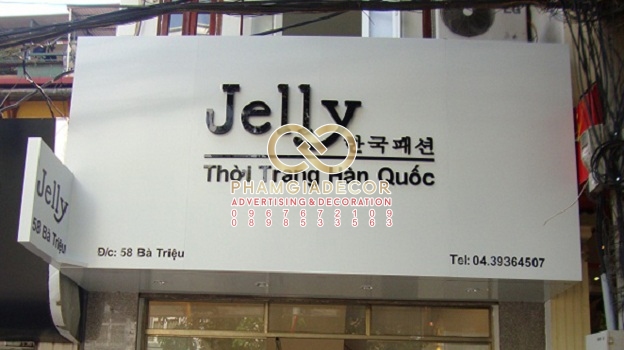 Jelly
한국패션
Thời Trang Hàn Quốc
PHAMGIADECOR
ADVERTISING & DECORATION
0967672109
0898533563
Đ/c: 58 Bà Triệu
Tel: 04.39364507
Jelly
58 Bà Triệu